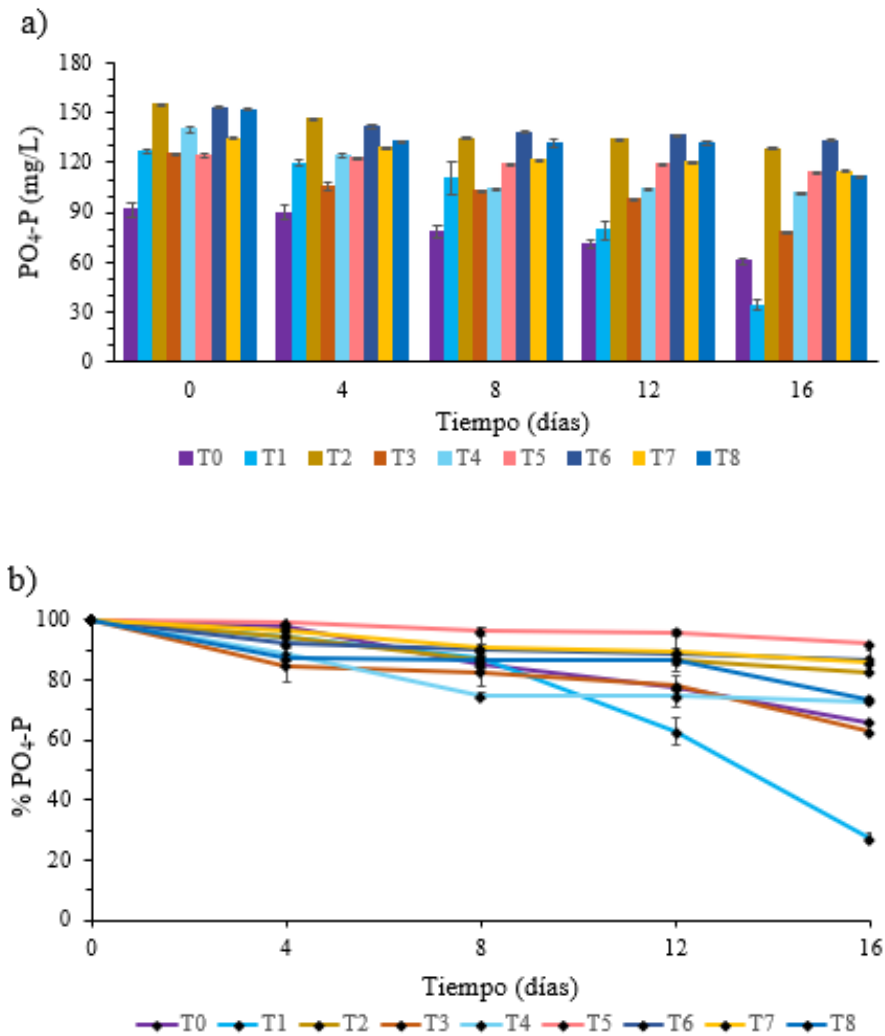 a)
180
150
120
90
60
30
0
PO₄-P (mg/L)
0 4 8 12 16
Tiempo (días)
T0 T1 T2 T3 T4 T5 T6 T7 T8
b)
100
80
60
40
20
0
% PO₄-P
0 4 8 12 16
Tiempo (días)
T0 T1 T2 T3 T4 T5 T6 T7 T8